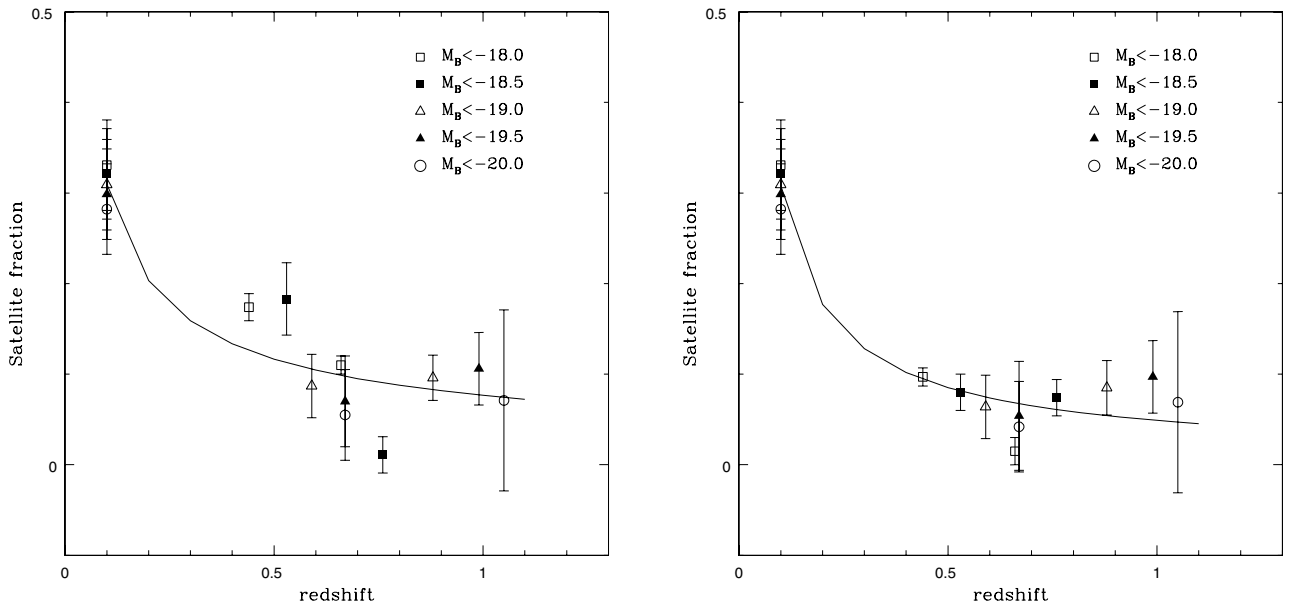 0.5
M_B<-18.0
M_B<-18.5
M_B<-19.0
M_B<-19.5
M_B<-20.0
Satellite fraction
0
0
0.5
1
redshift
0.5
M_B<-18.0
M_B<-18.5
M_B<-19.0
M_B<-19.5
M_B<-20.0
Satellite fraction
0
0
0.5
1
redshift